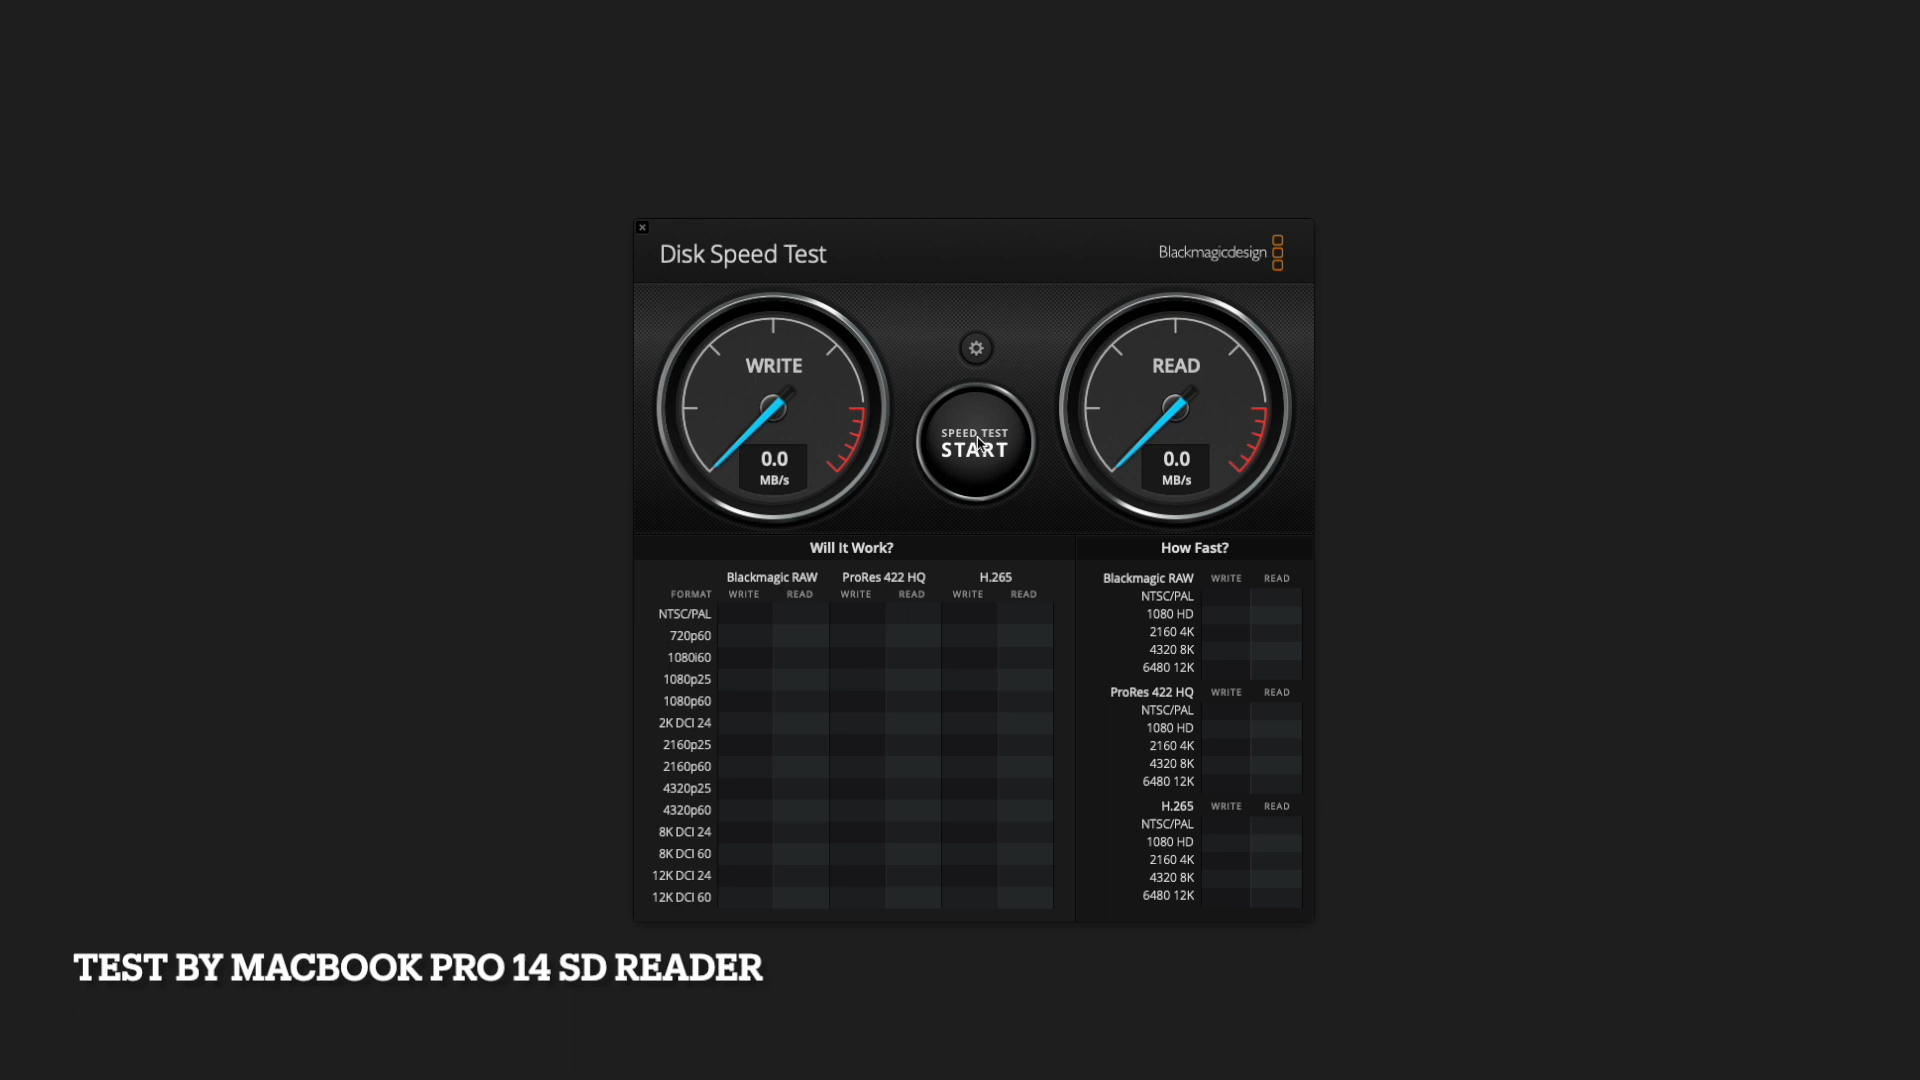 Disk Speed Test
Blackmagicdesign
WRITE
0.0
MB/s
SPEED TEST
START
READ
0.0
MB/s
Will It Work?
Blackmagic RAW ProRes 422 HQ H.265
FORMAT WRITE READ WRITE READ WRITE READ
NTSC/PAL
720p60
1080i60
1080p25
1080p60
2K DCI 24
2160p25
2160p60
4320p25
4320p60
8K DCI 24
8K DCI 60
12K DCI 24
12K DCI 60
How Fast?
Blackmagic RAW WRITE READ
NTSC/PAL
1080 HD
2160 4K
4320 8K
6480 12K
ProRes 422 HQ WRITE READ
NTSC/PAL
1080 HD
2160 4K
4320 8K
6480 12K
H.265 WRITE READ
NTSC/PAL
1080 HD
2160 4K
4320 8K
6480 12K
TEST BY MACBOOK PRO 14 SD READER